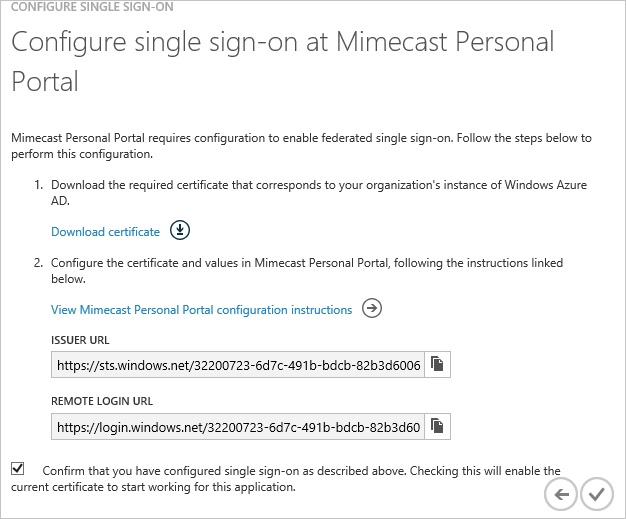 CONFIGURE SINGLE SIGN-ON
Configure single sign-on at Mimecast Personal
Portal
Mimecast Personal Portal requires configuration to enable federated single sign-on. Follow the steps below to
perform this configuration.
1. Download the required certificate that corresponds to your organization's instance of Windows Azure
AD.
Download certificate
2. Configure the certificate and values in Mimecast Personal Portal, following the instructions linked
below.
View Mimecast Personal Portal configuration instructions
ISSUER URL
https://sts.windows.net/32200723-6d7c-491b-bdcb-82b3d6006
REMOTE LOGIN URL
https://login.windows.net/32200723-6d7c-491b-bdcb-82b3d60
Confirm that you have configured single sign-on as described above. Checking this will enable the
current certificate to start working for this application.